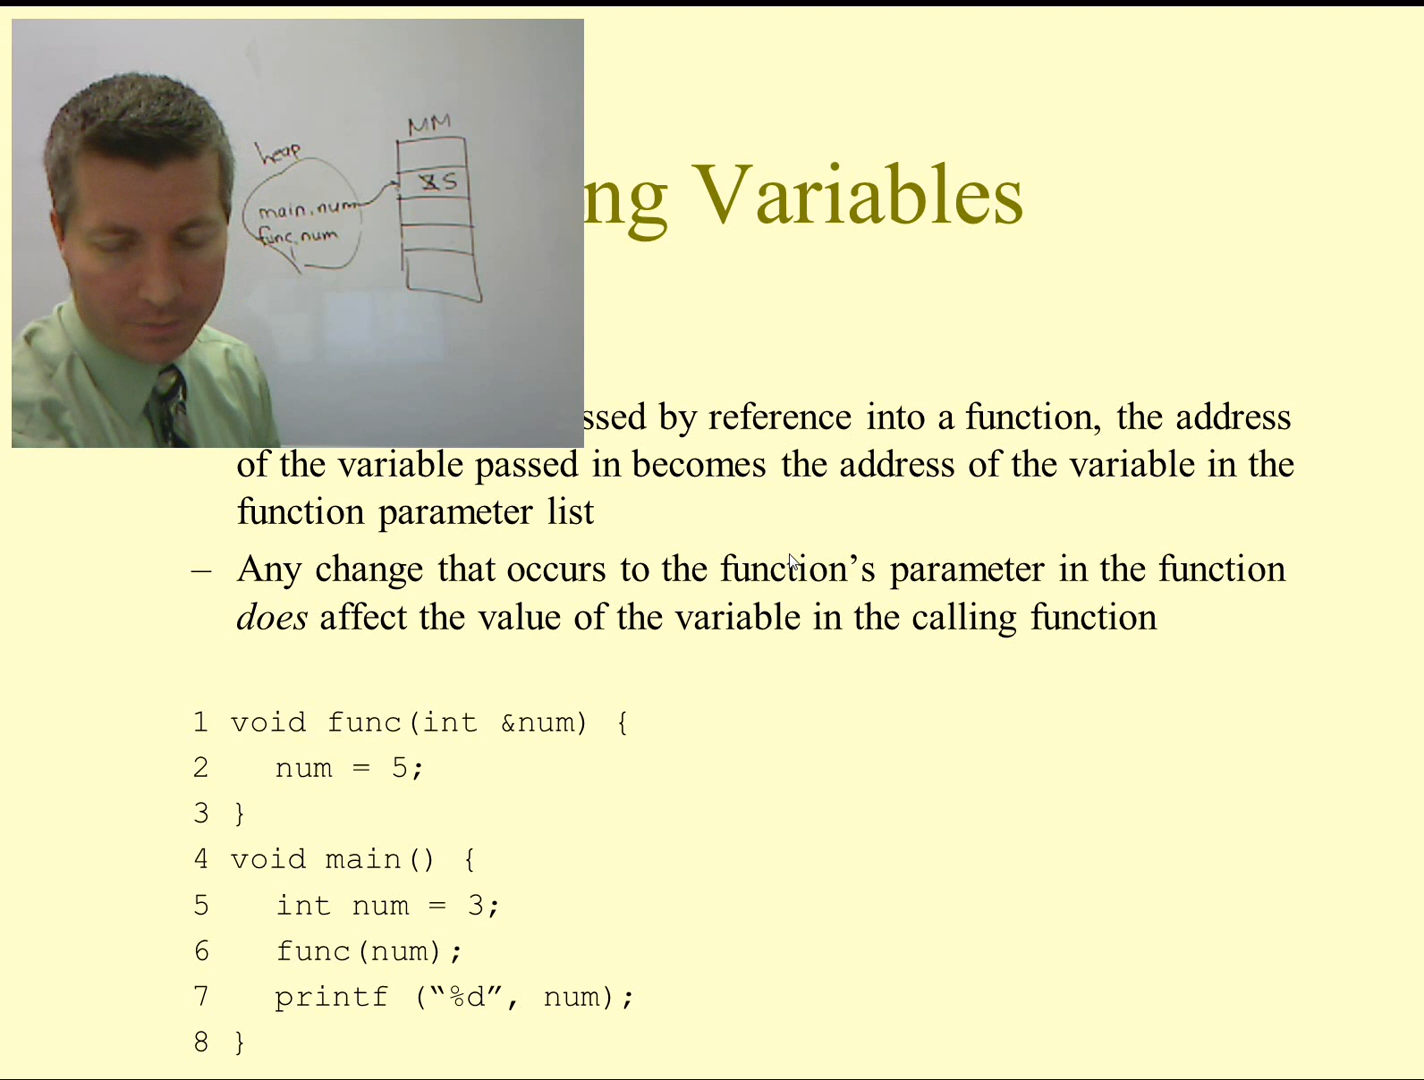 MM
heap
5
main.num
func.num
ng Variables
ssed by reference into a function, the address
of the variable passed in becomes the address of the variable in the
function parameter list
– Any change that occurs to the function’s parameter in the function
does affect the value of the variable in the calling function
1 void func(int &num) {
2 num = 5;
3 }
4 void main() {
5 int num = 3;
6 func(num);
7 printf (“%d”, num);
8 }